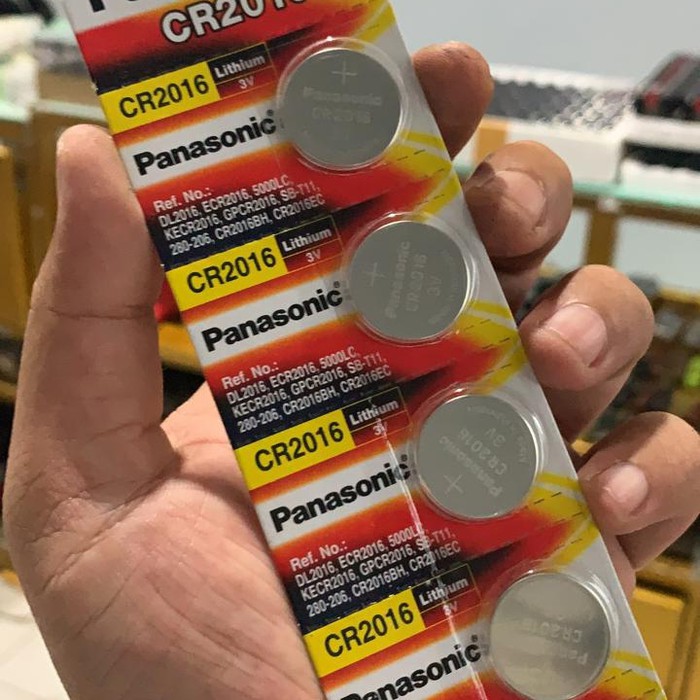 CR2016
CR2016
Lithium
3V
Panasonic
Panasonic
CR2016
Ref. No.:
DL2016, ECR2016, 5000LC,
KECR2016, GPCR2016, SB-T11,
280-206, CR2016BH, CR2016EC
CR2016
Lithium
3V
Panasonic
Panasonic
CR2016
3V
Ref. No.:
DL2016, ECR2016, 5000LC,
KECR2016, GPCR2016, SB-T11,
280-206, CR2016BH, CR2016EC
CR2016
Lithium
3V
Panasonic
Panasonic
CR2016
3V
Ref. No.:
DL2016, ECR2016, 5000LC,
KECR2016, GPCR2016, SB-T11,
280-206, CR2016BH, CR2016EC
CR2016
Lithium
3V
Panasonic
CR2016